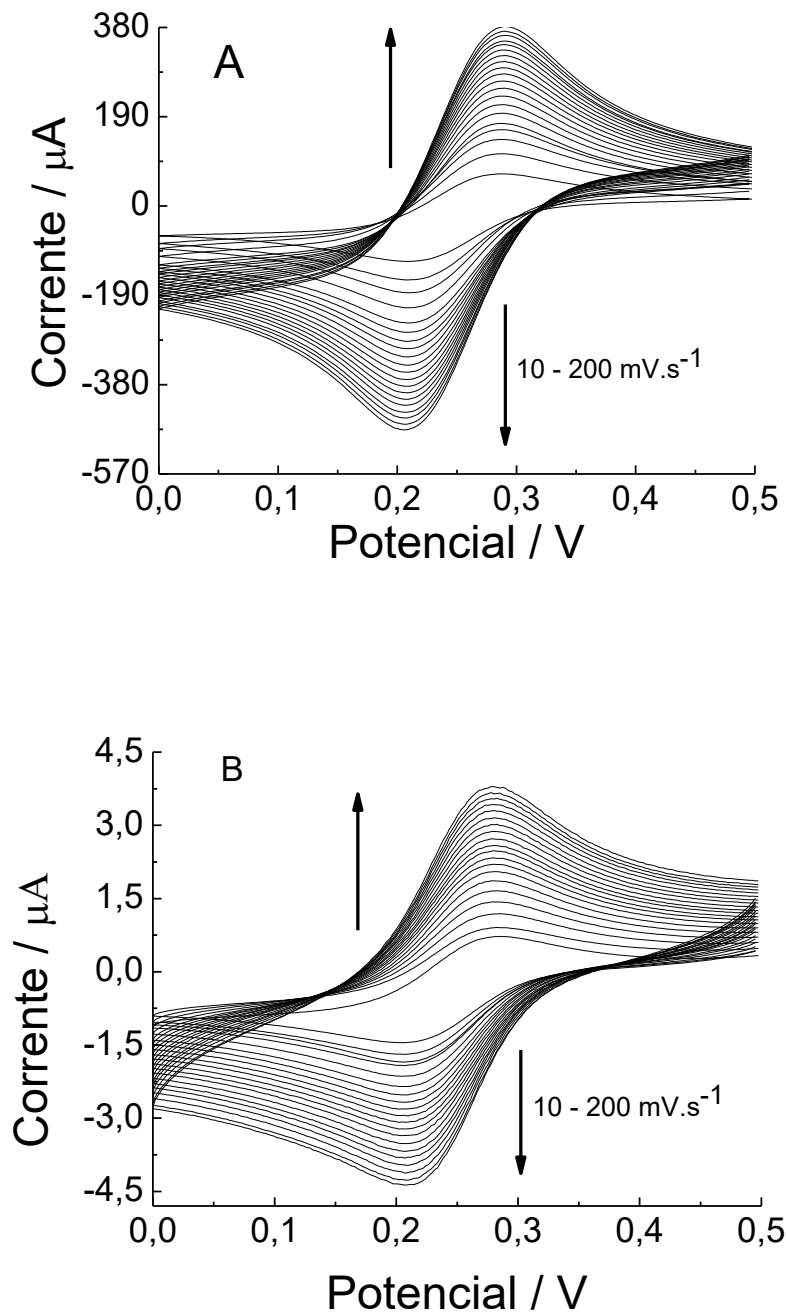 A
Corrente / μA
380
190
0
-190
-380
-570
10 - 200 mV.s-1
0,0 0,1 0,2 0,3 0,4 0,5
Potencial / V
B
Corrente / μA
4,5
3,0
1,5
0,0
-1,5
-3,0
-4,5
10 - 200 mV.s-1
0,0 0,1 0,2 0,3 0,4 0,5
Potencial / V